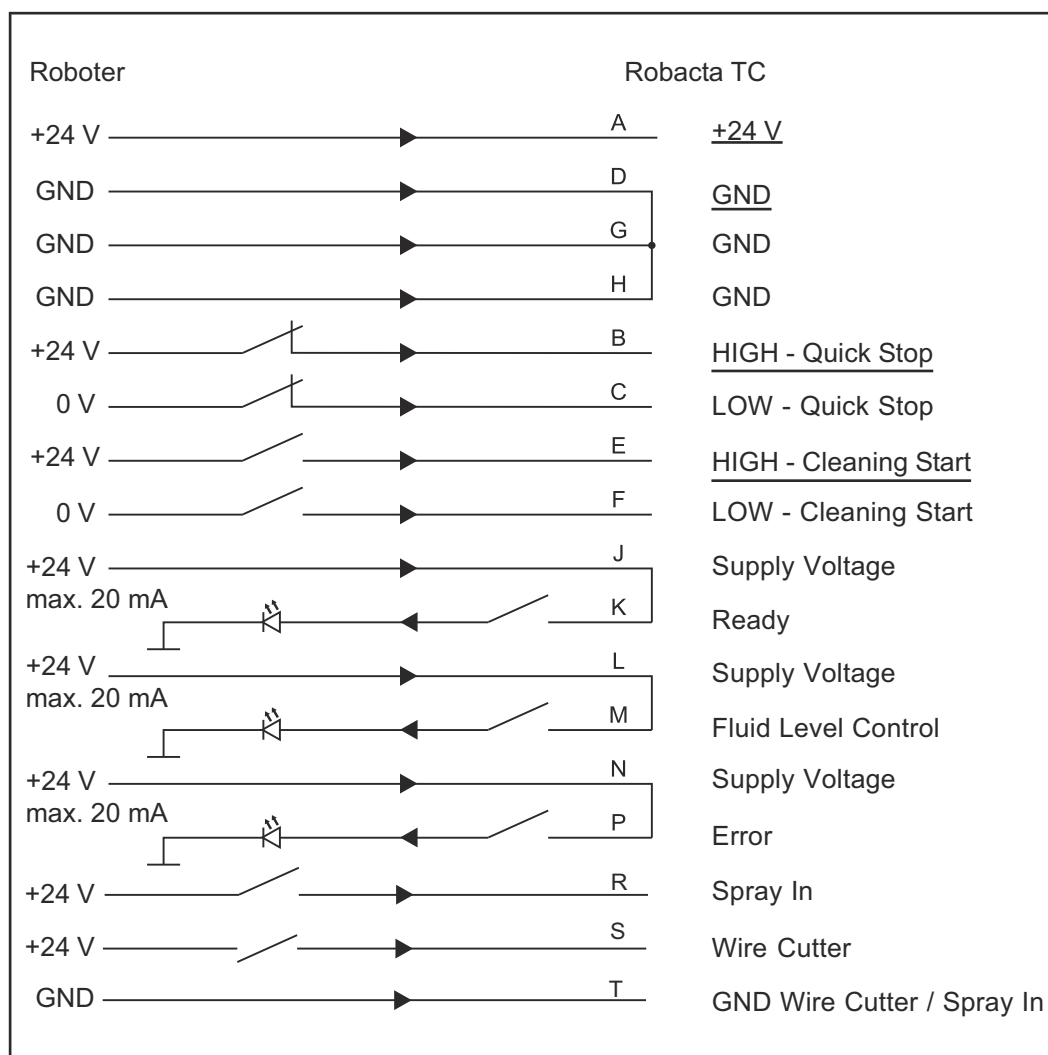 Roboter Robacta TC
+24 V A +24 V
GND D GND
GND G GND
GND H GND
+24 V B HIGH - Quick Stop
0 V C LOW - Quick Stop
+24 V E HIGH - Cleaning Start
0 V F LOW - Cleaning Start
+24 V J Supply Voltage
max. 20 mA K Ready
+24 V L Supply Voltage
max. 20 mA M Fluid Level Control
+24 V N Supply Voltage
max. 20 mA P Error
+24 V R Spray In
+24 V S Wire Cutter
GND T GND Wire Cutter / Spray In